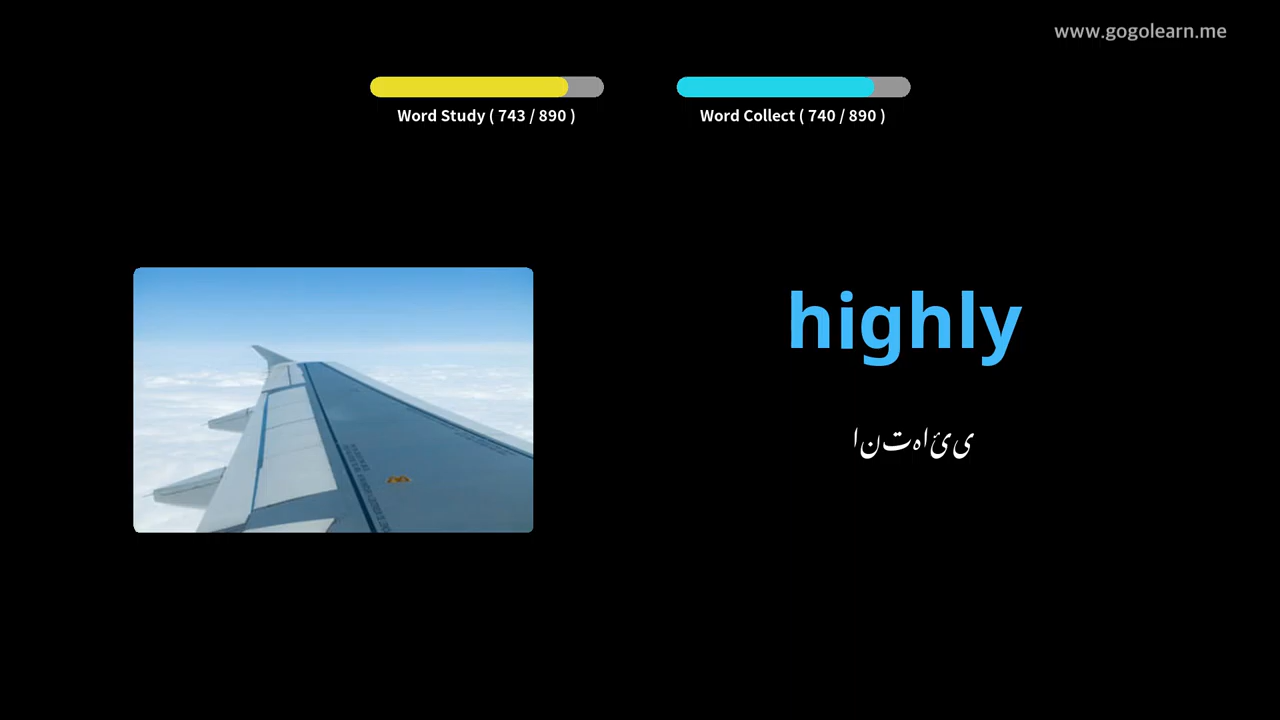 www.gogolearn.me
Word Study ( 743 / 890 )
Word Collect ( 740 / 890 )
highly
انتہائی